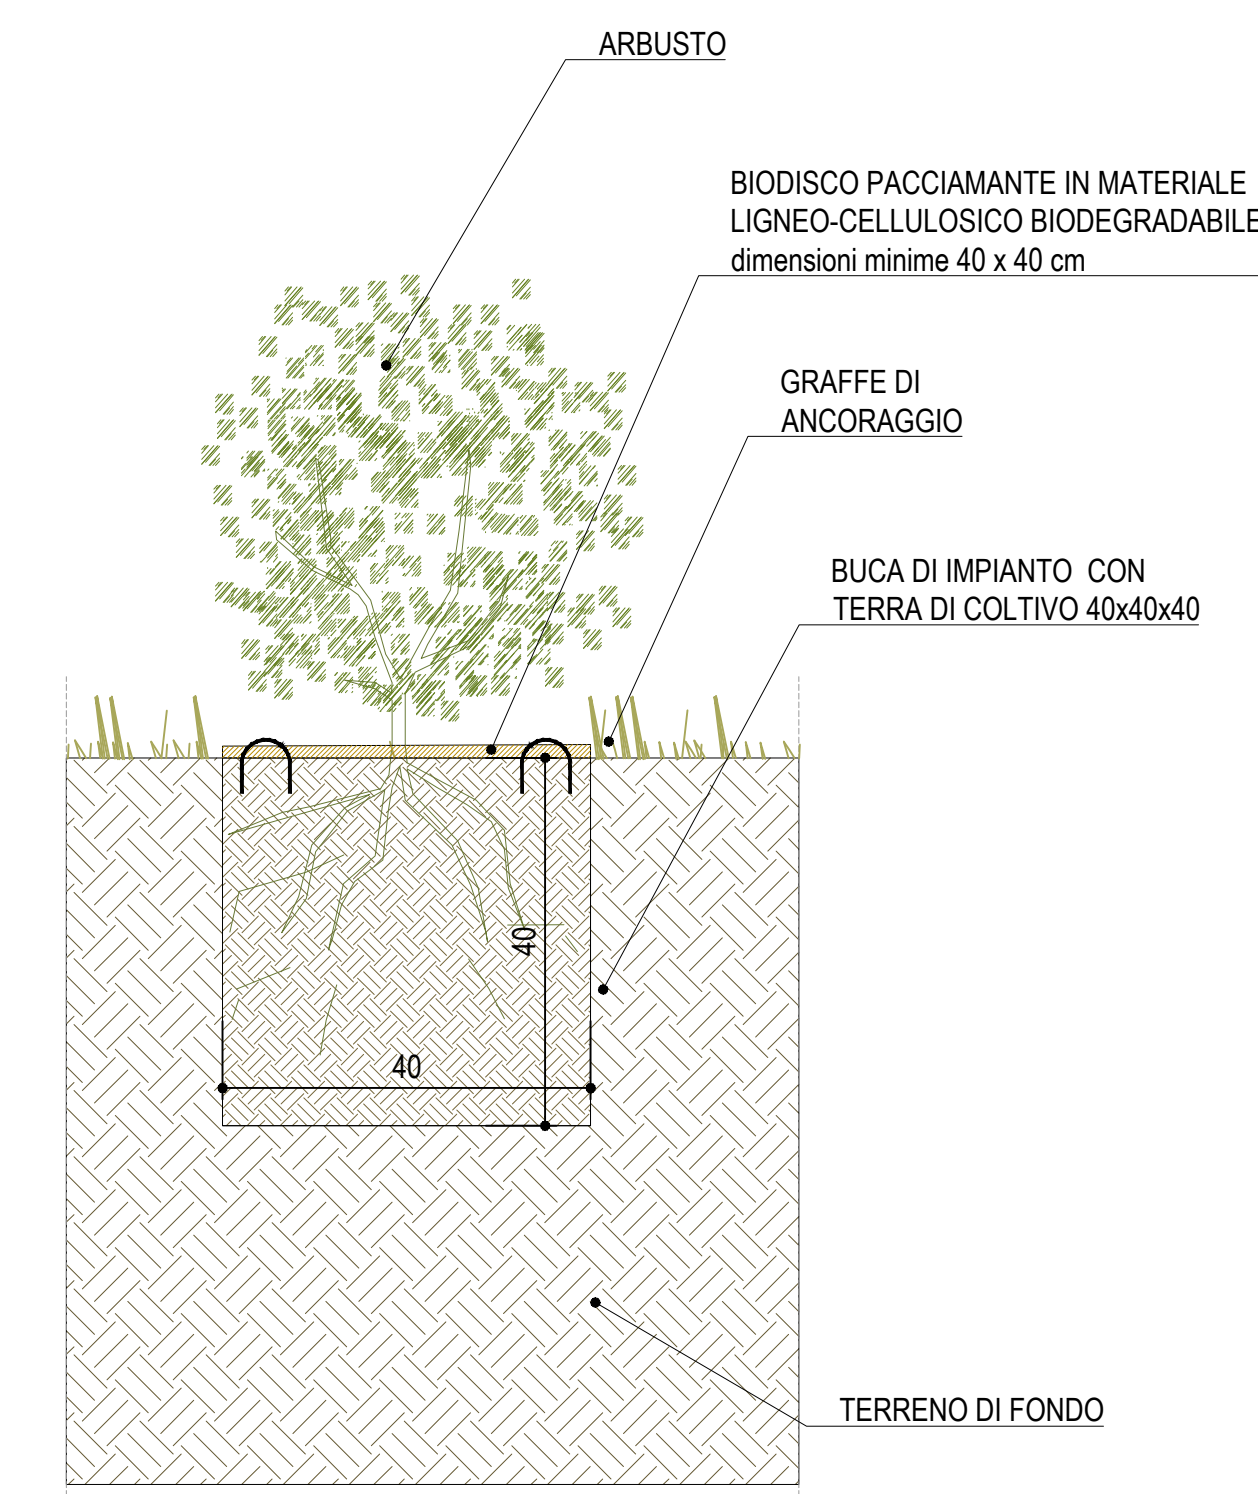 ARBUSTO
BIODISCO PACCIAMANTE IN MATERIALE
LIGNEO-CELLULOSICO BIODEGRADABILE
dimensioni minime 40 x 40 cm
GRAFFE DI
ANCORAGGIO
BUCA DI IMPIANTO CON
TERRA DI COLTIVO 40x40x40
40
40
TERRENO DI FONDO